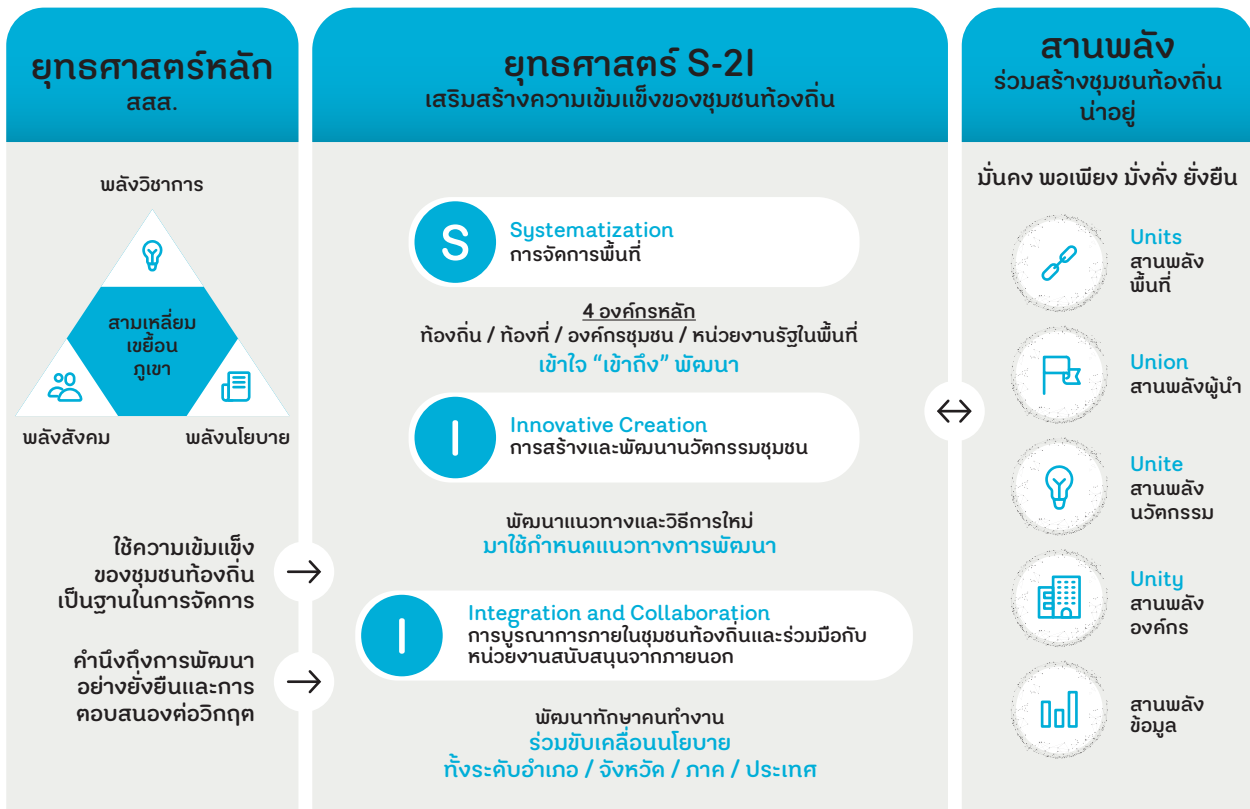 ยุทธศาสตร์หลัก
สสส.
พลังวิชาการ
สามเหลี่ยม
เขยื้อน
ภูเขา
พลังสังคม
พลังนโยบาย
ใช้ความเข้มแข็ง
ของชุมชนท้องถิ่น
เป็นฐานในการจัดการ
คำนึงถึงการพัฒนา
อย่างยั่งยืนและการ
ตอบสนองต่อวิกฤต
ยุทธศาสตร์ S-2I
เสริมสร้างความเข้มแข็งของชุมชนท้องถิ่น
S
Systematization
การจัดการพื้นที่
4 องค์กรหลัก
ท้องถิ่น / ท้องที่ / องค์กรชุมชน / หน่วยงานรัฐในพื้นที่
เข้าใจ “เข้าถึง” พัฒนา
I
Innovative Creation
การสร้างและพัฒนานวัตกรรมชุมชน
พัฒนาแนวทางและวิธีการใหม่
มาใช้กำหนดแนวทางการพัฒนา
I
Integration and Collaboration
การบูรณาการภายในชุมชนท้องถิ่นและร่วมมือกับ
หน่วยงานสนับสนุนจากภายนอก
พัฒนาทักษาคนทำงาน
ร่วมขับเคลื่อนนโยบาย
ทั้งระดับอำเภอ / จังหวัด / ภาค / ประเทศ
สานพลัง
ร่วมสร้างชุมชนท้องถิ่น
น่าอยู่
มั่นคง พอเพียง มั่งคั่ง ยั่งยืน
Units
สานพลัง
พื้นที่
Union
สานพลังผู้นำ
Unite
สานพลัง
นวัตกรรม
Unity
สานพลัง
องค์กร
สานพลัง
ข้อมูล